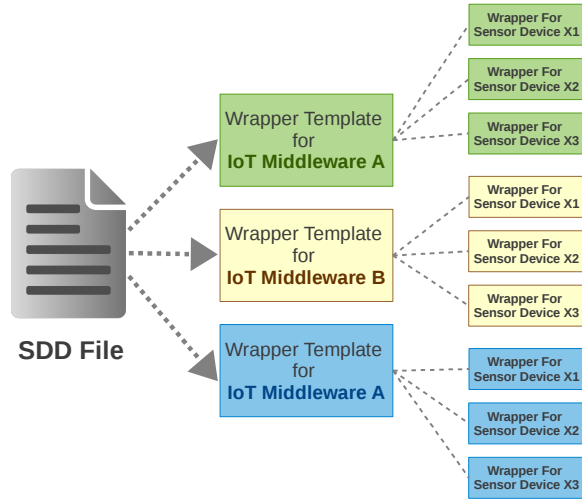 SDD File
Wrapper Template
for
IoT Middleware A
Wrapper For
Sensor Device X1
Wrapper For
Sensor Device X2
Wrapper For
Sensor Device X3
Wrapper Template
for
IoT Middleware B
Wrapper For
Sensor Device X1
Wrapper For
Sensor Device X2
Wrapper For
Sensor Device X3
Wrapper Template
for
IoT Middleware A
Wrapper For
Sensor Device X1
Wrapper For
Sensor Device X2
Wrapper For
Sensor Device X3